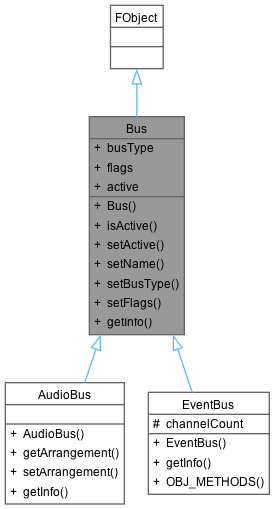 FObject
Bus
+ busType
+ flags
+ active
+ Bus()
+ isActive()
+ setActive()
+ setName()
+ setBusType()
+ setFlags()
+ getInfo()
AudioBus
+ AudioBus()
+ getArrangement()
+ setArrangement()
+ getInfo()
EventBus
# channelCount
+ EventBus()
+ getInfo()
+ OBJ_METHODS()